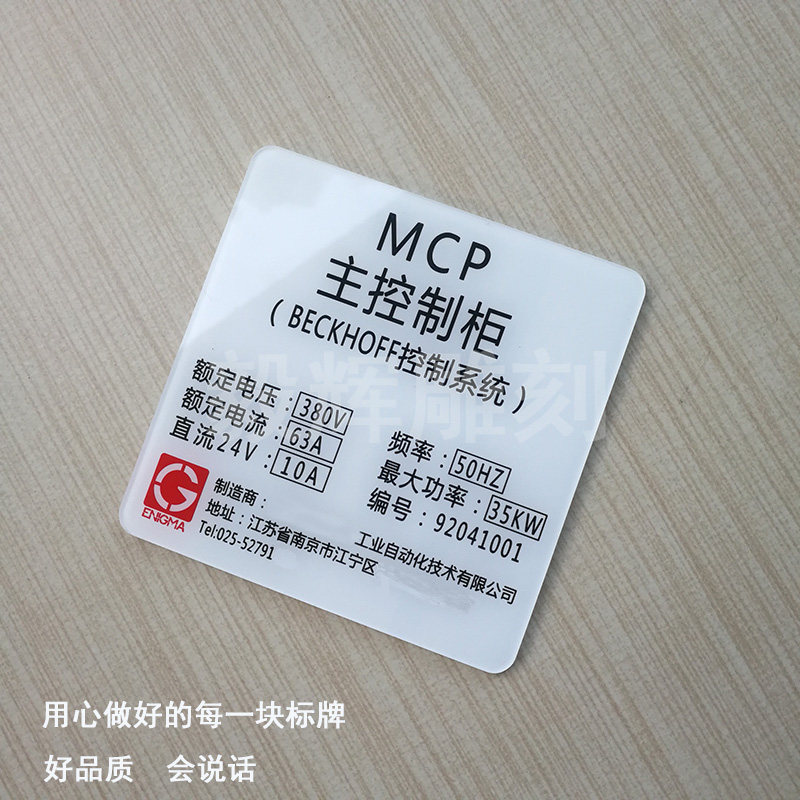 MCP
主控制柜
（BECKHOFF控制系统）
额定电压：380V
额定电流：63A
直流24V：10A
频率：50HZ
最大功率：35KW
编号：92041001
ENIGMA
制造商：
工业自动化技术有限公司
地址：江苏省南京市江宁区
Tel:025-52791
辉雕刻
用心做好的每一块标牌
好品质 会说话